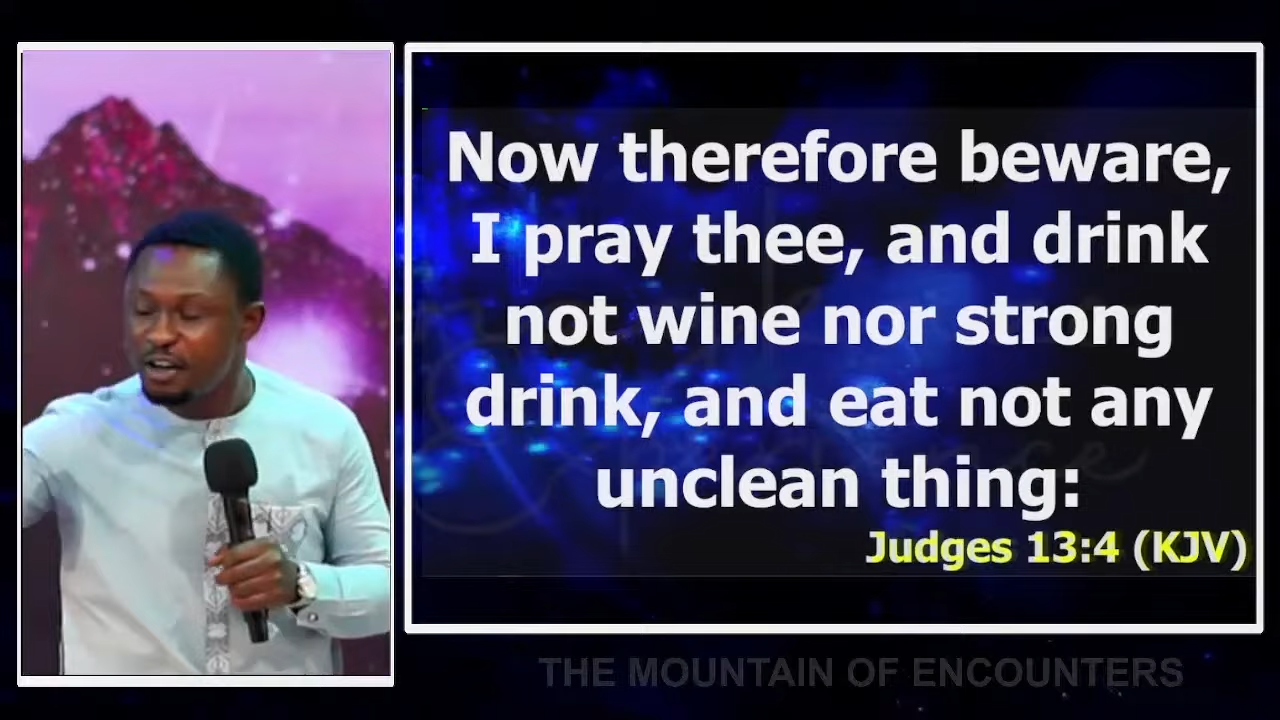 Now therefore beware,
I pray thee, and drink
not wine nor strong
drink, and eat not any
unclean thing:
Judges 13:4 (KJV)
THE MOUNTAIN OF ENCOUNTERS